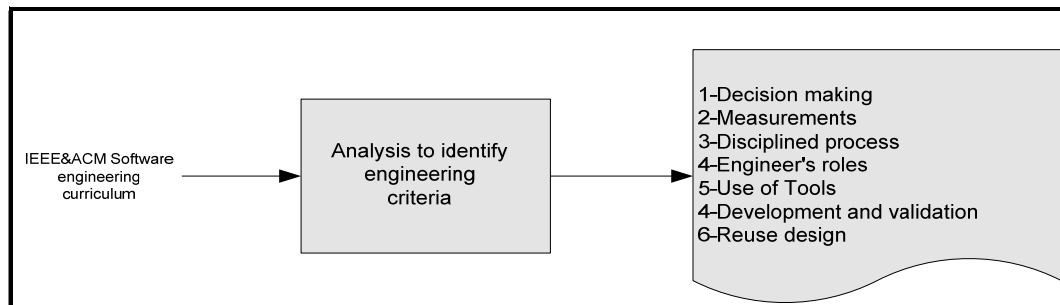 IEEE&ACM Software
engineering
curriculum
Analysis to identify
engineering
criteria
1-Decision making
2-Measurements
3-Disciplined process
4-Engineer's roles
5-Use of Tools
4-Development and validation
6-Reuse design